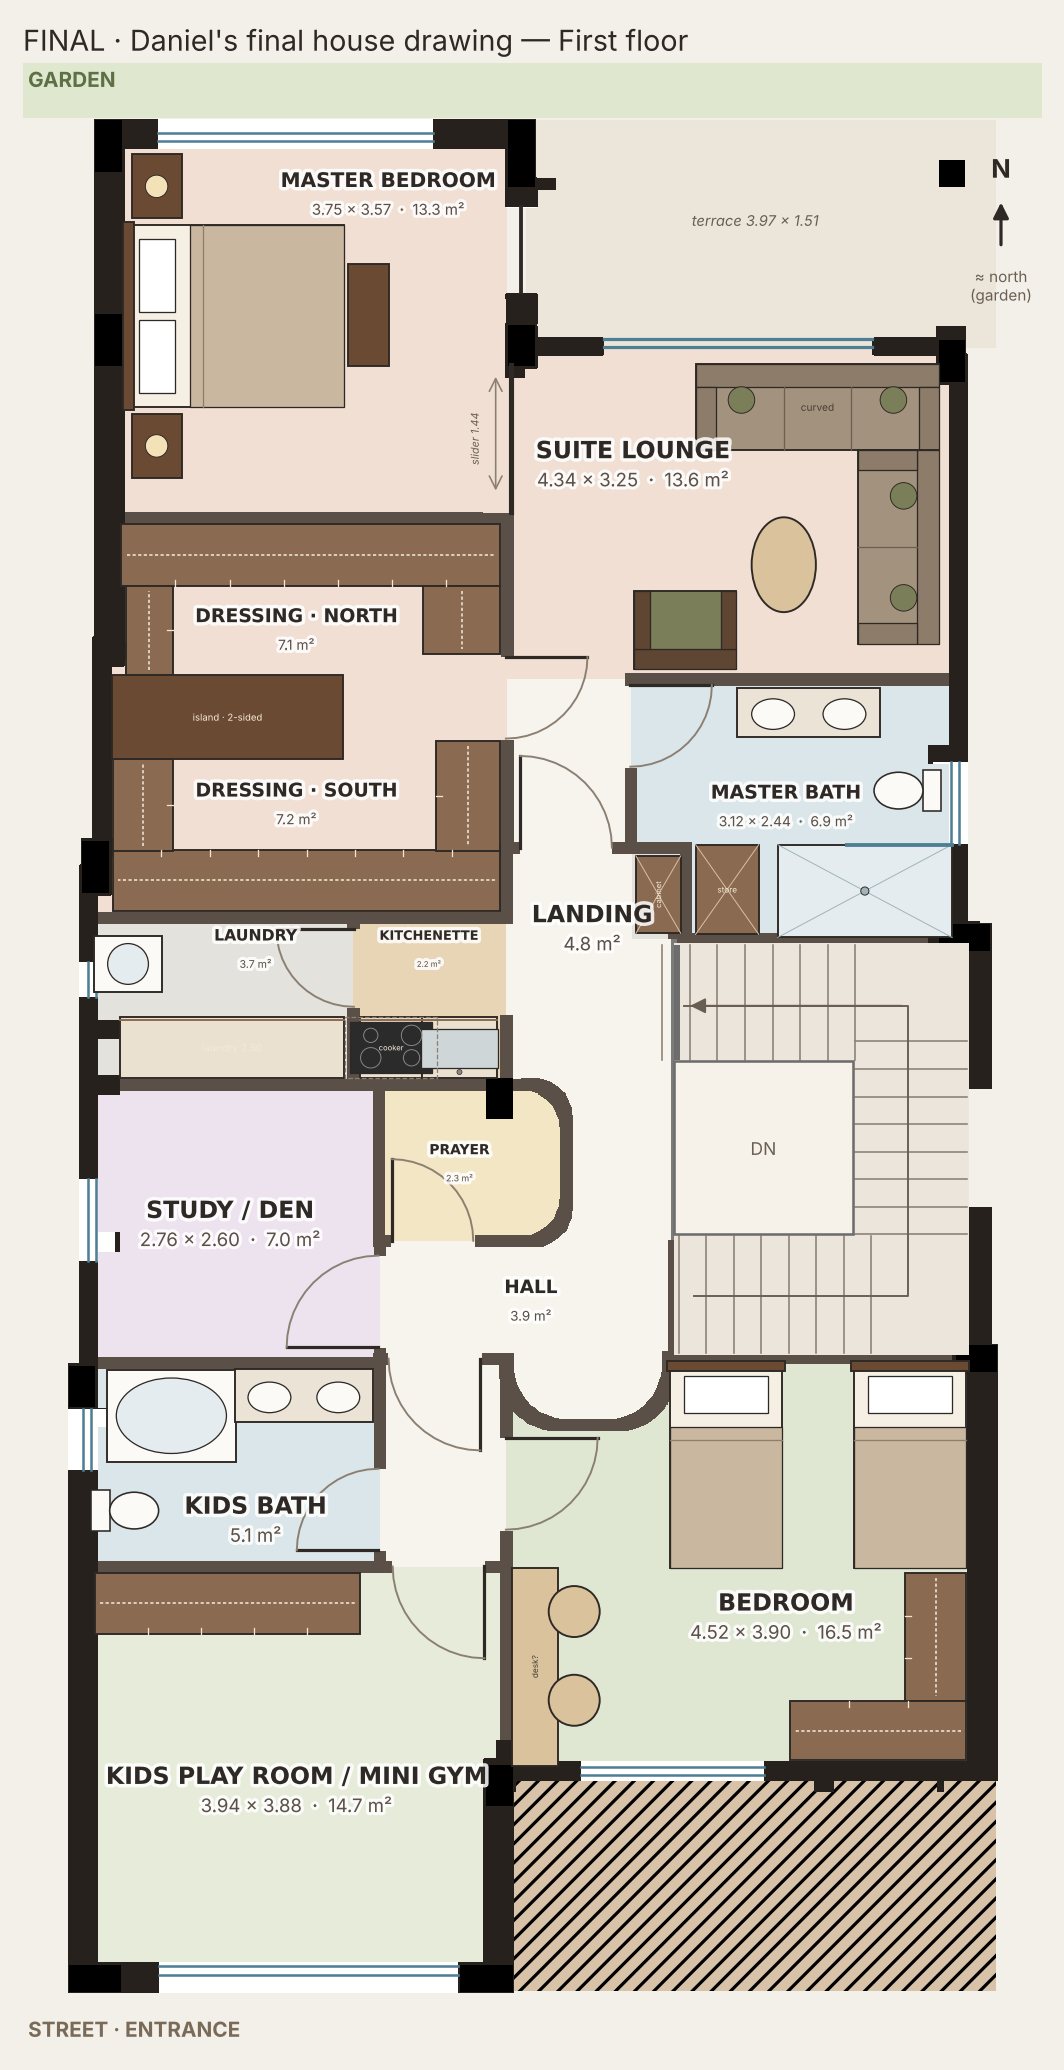 FINAL · Daniel's final house drawing — First floor
GARDEN
N
≈ north
(garden)
MASTER BEDROOM
3.75 × 3.57 · 13.3 m²
terrace 3.97 × 1.51
slider 1.44
curved
SUITE LOUNGE
4.34 × 3.25 · 13.6 m²
DRESSING · NORTH
7.1 m²
island · 2-sided
DRESSING · SOUTH
7.2 m²
MASTER BATH
3.12 × 2.44 · 6.9 m²
cabinet
store
LANDING
4.8 m²
LAUNDRY
3.7 m²
KITCHENETTE
2.2 m²
cooker
PRAYER
2.3 m²
DN
STUDY / DEN
2.76 × 2.60 · 7.0 m²
HALL
3.9 m²
KIDS BATH
5.1 m²
BEDROOM
4.52 × 3.90 · 16.5 m²
desk?
KIDS PLAY ROOM / MINI GYM
3.94 × 3.88 · 14.7 m²
STREET · ENTRANCE